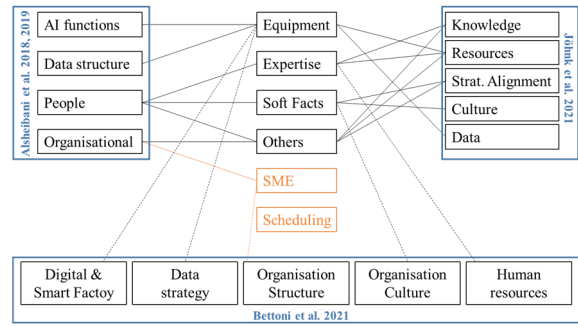 Alsheibani et al. 2018, 2019
AI functions
Data structure
People
Organisational
Equipment
Expertise
Soft Facts
Others
SME
Scheduling
Knowledge
Resources
Strat. Alignment
Culture
Data
Jöhnk et al. 2021
Digital &
Smart Factoy
Data
strategy
Organisation
Structure
Organisation
Culture
Human
resources
Bettoni et al. 2021